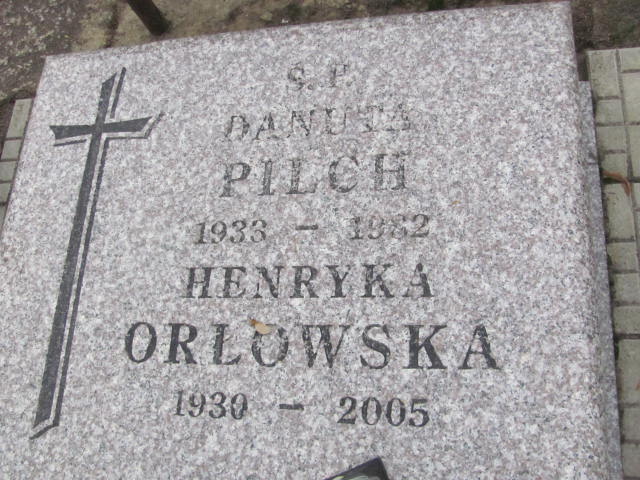 Ś. P.
DANUTA
PILCH
1933 - 1982
HENRYKA
ORŁOWSKA
1930 - 2005